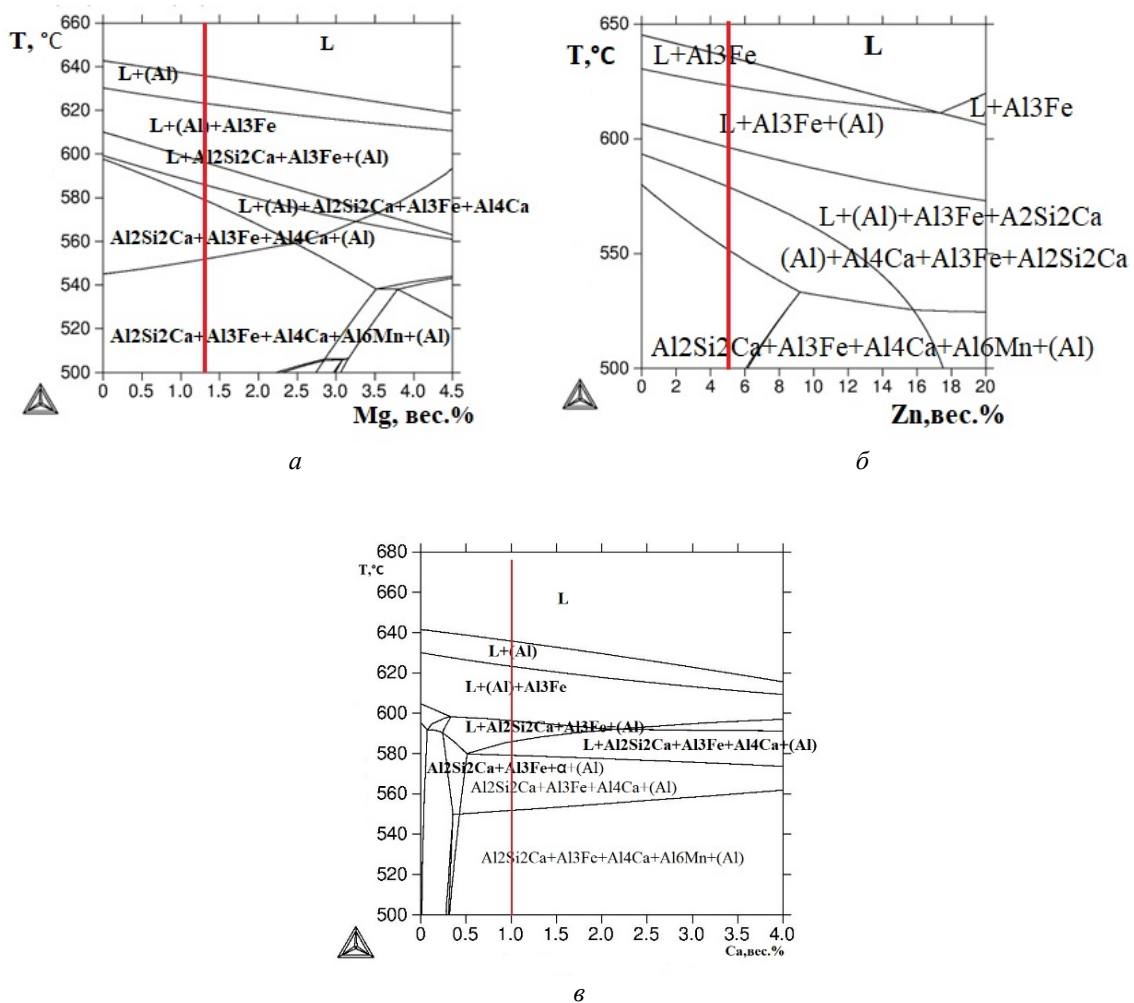 660
T, °C
L
640
L+(Al)
620
L+(Al)+Al3Fe
600
L+Al2Si2Ca+Al3Fe+(Al)
580
L+(Al)+Al2Si2Ca+Al3Fe+Al4Ca
560
Al2Si2Ca+Al3Fe+Al4Ca+(Al)
540
520
Al2Si2Ca+Al3Fe+Al4Ca+Al6Mn+(Al)
500
0 0.5 1.0 1.5 2.0 2.5 3.0 3.5 4.0 4.5
Mg, вес.%
а
650
T,°C
L
L+Al3Fe
L+Al3Fe
L+Al3Fe+(Al)
600
L+(Al)+Al3Fe+A2Si2Ca
550
(Al)+Al4Ca+Al3Fe+Al2Si2Ca
Al2Si2Ca+Al3Fe+Al4Ca+Al6Mn+(Al)
500
0 2 4 6 8 10 12 14 16 18 20
Zn,вес.%
б
680
T,°C
660
L
640
L+(Al)
620
L+(Al)+Al3Fe
600
L+Al2Si2Ca+Al3Fe+(Al)
L+Al2Si2Ca+Al3Fe+Al4Ca+(Al)
580
Al2Si2Ca+Al3Fe+α+(Al)
Al2Si2Ca+Al3Fe+Al4Ca+(Al)
560
540
Al2Si2Ca+Al3Fe+Al4Ca+Al6Mn+(Al)
520
500
0 0.5 1.0 1.5 2.0 2.5 3.0 3.5 4.0
Ca,вес.%
в